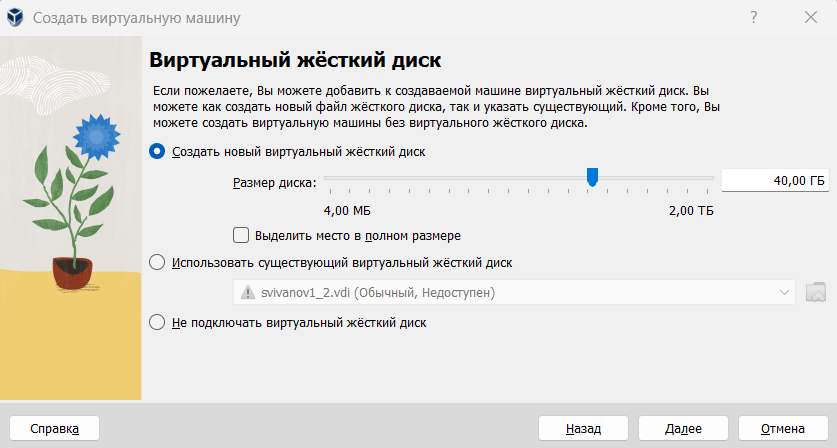 Создать виртуальную машину
Виртуальный жёсткий диск
Если пожелаете, Вы можете добавить к создаваемой машине виртуальный жёсткий диск. Вы
можете как создать новый файл жёсткого диска, так и указать существующий. Кроме того, Вы
можете создать виртуальную машины без виртуального жёсткого диска.
Создать новый виртуальный жёсткий диск
Размер диска: 40,00 ГБ
4,00 МБ 2,00 ТБ
Выделить место в полном размере
Использовать существующий виртуальный жёсткий диск
svivanov1_2.vdi (Обычный, Недоступен)
Не подключать виртуальный жёсткий диск
Справка Назад Далее Отмена